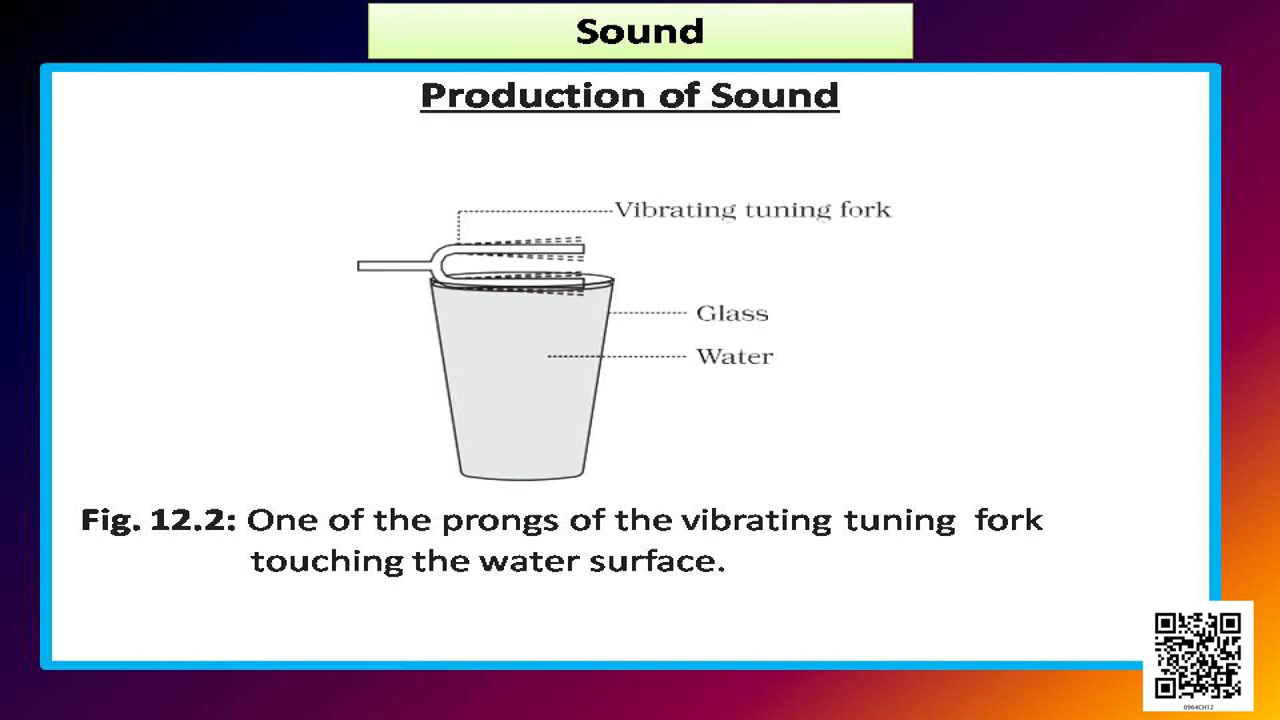 Sound
Production of Sound
Vibrating tuning fork
Glass
Water
Fig. 12.2: One of the prongs of the vibrating tuning fork
touching the water surface.
0964CH12